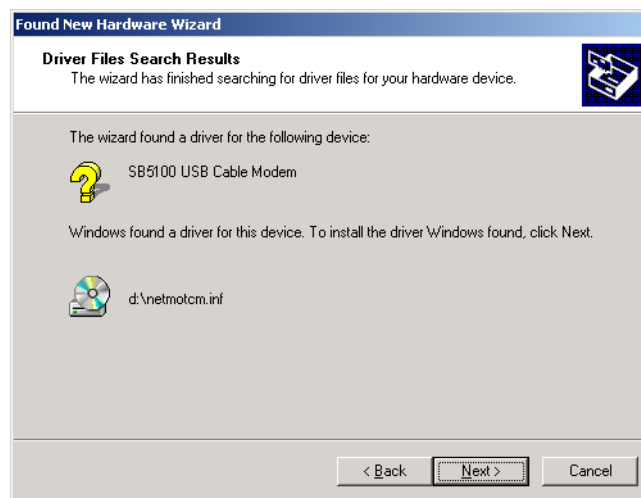 Found New Hardware Wizard
Driver Files Search Results
The wizard has finished searching for driver files for your hardware device.
The wizard found a driver for the following device:
SB5100 USB Cable Modem
Windows found a driver for this device. To install the driver Windows found, click Next.
d:\netmotcm.inf
< Back Next > Cancel